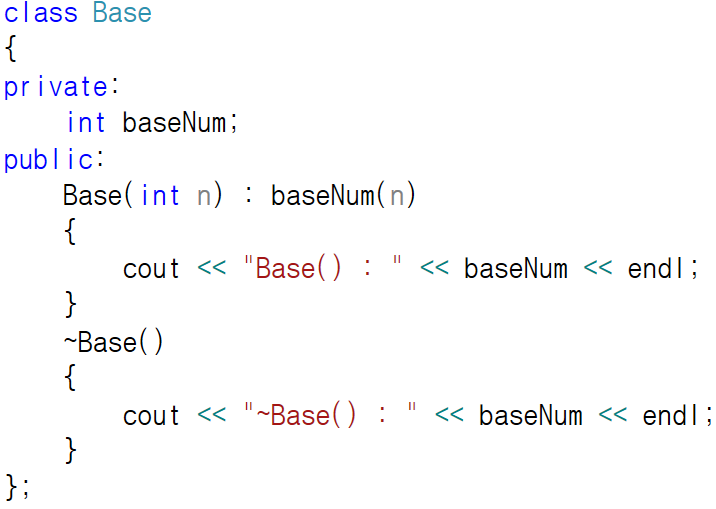 class Base
{
private:
    int baseNum;
public:
    Base(int n) : baseNum(n)
    {
        cout << "Base() : " << baseNum << endl;
    }
    ~Base()
    {
        cout << "~Base() : " << baseNum << endl;
    }
};